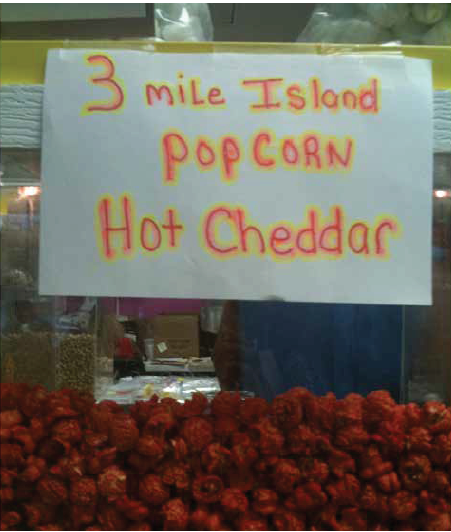 3 mile Island
POPCORN
Hot Cheddar